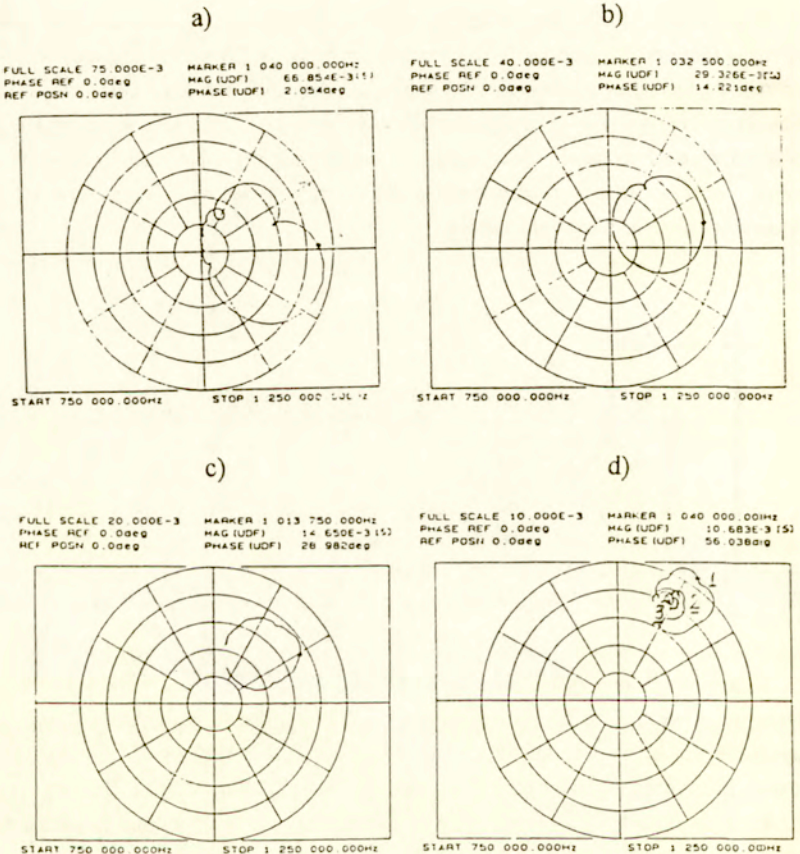 a)
FULL SCALE 75.000E-3 MARKER 1 040 000.000Hz
PHASE REF 0.0deg MAG (UDF) 66.854E-3[S]
REF POSN 0.0deg PHASE (UDF) 2.054deg
START 750 000.000Hz STOP 1 250 000
b)
FULL SCALE 40.000E-3 MARKER 1 032 500.000Hz
PHASE REF 0.0deg MAG (UDF) 29.326E-3[S]
REF POSN 0.0deg PHASE (UDF) 14.221deg
START 750 000.000Hz STOP 1 250 000 000Hz
c)
FULL SCALE 20.000E-3 MARKER 1 013 750.000Hz
PHASE REF 0.0deg MAG (UDF) 14 650E-3 [S]
REF POSN 0.0deg PHASE (UDF) 28 982deg
START 750 000.000Hz STOP 1 250 000.000Hz
d)
FULL SCALE 10.000E-3 MARKER 1 040 000.001Hz
PHASE REF 0.0deg MAG (UDF) 10.683E-3 [S]
REF POSN 0.0deg PHASE (UDF) 56.038deg
1
2
3
START 750 000.000Hz STOP 1 250 000.000Hz